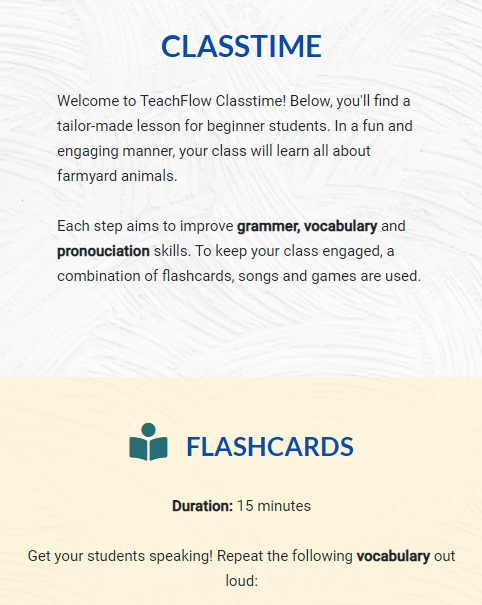 CLASSTIME
Welcome to TeachFlow Classtime! Below, you'll find a
tailor-made lesson for beginner students. In a fun and
engaging manner, your class will learn all about
farmyard animals.
Each step aims to improve grammer, vocabulary and
pronouciation skills. To keep your class engaged, a
combination of flashcards, songs and games are used.
FLASHCARDS
Duration: 15 minutes
Get your students speaking! Repeat the following vocabulary out
loud: